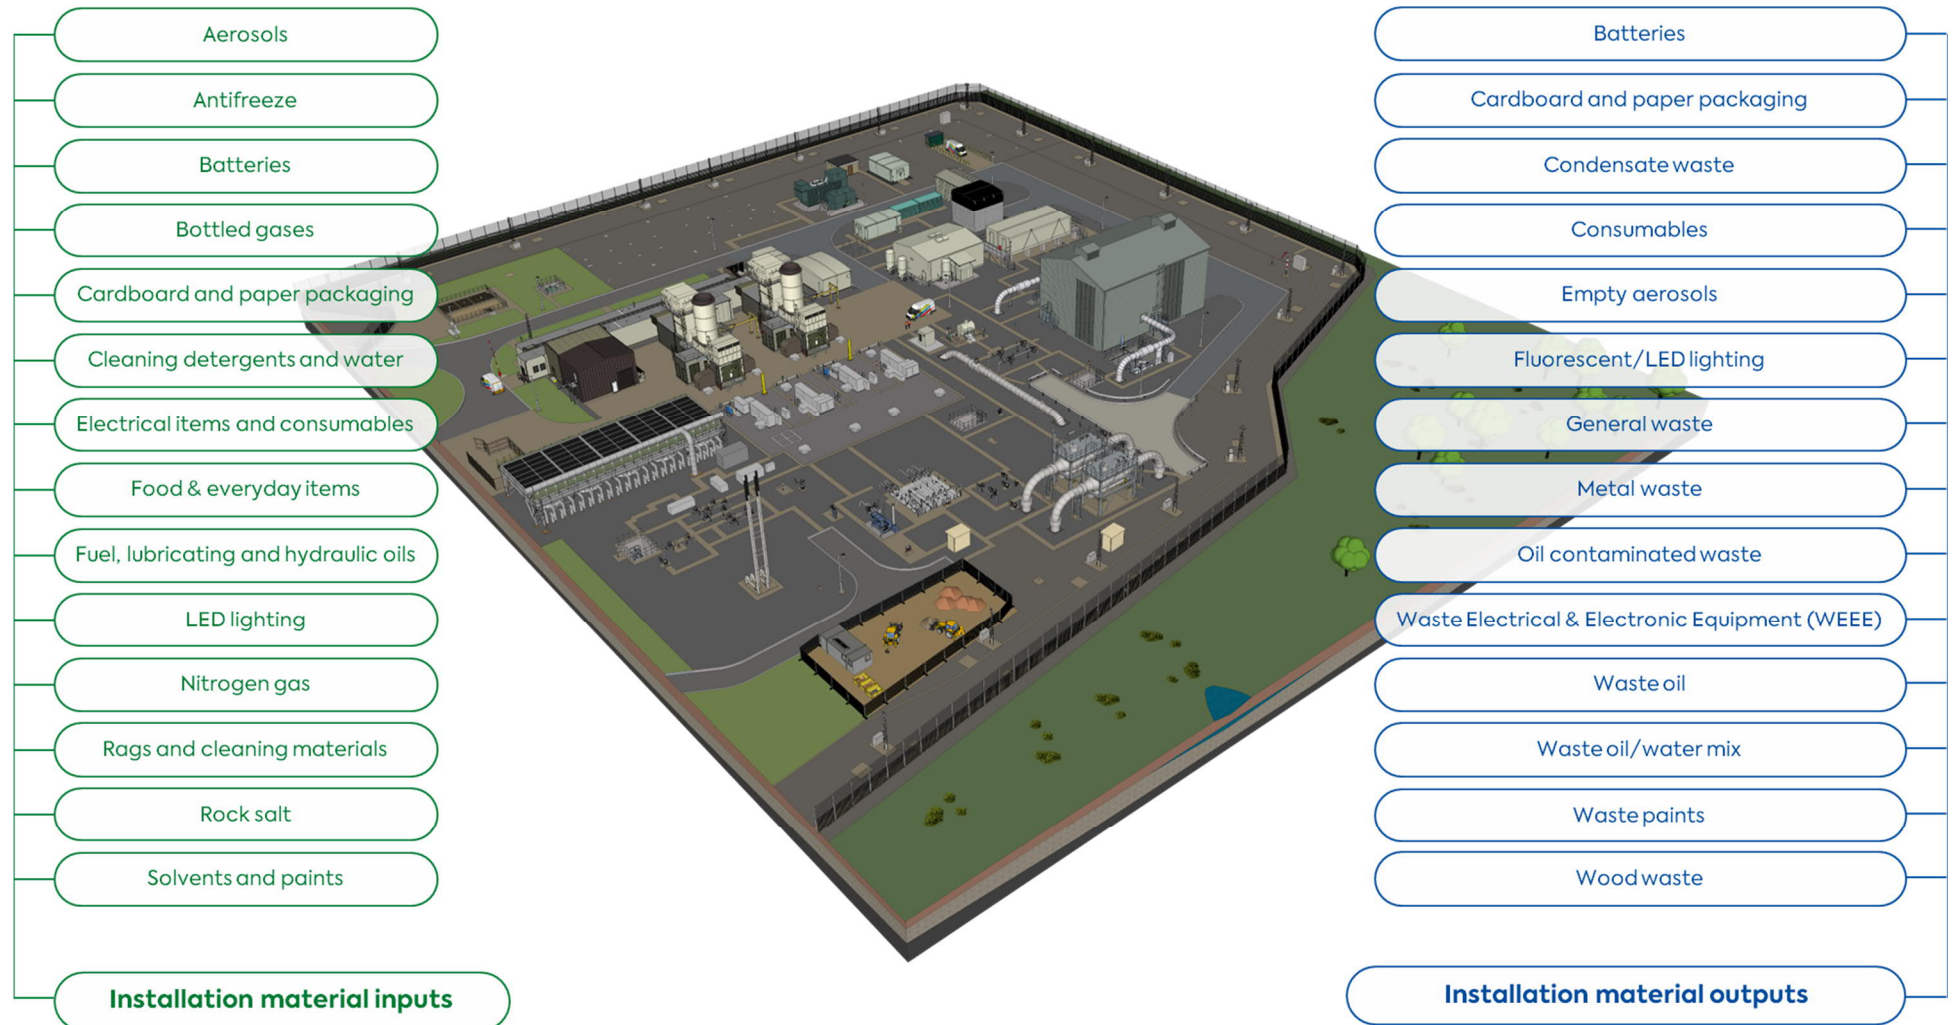 Aerosols
Antifreeze
Batteries
Bottled gases
Cardboard and paper packaging
Cleaning detergents and water
Electrical items and consumables
Food & everyday items
Fuel, lubricating and hydraulic oils
LED lighting
Nitrogen gas
Rags and cleaning materials
Rock salt
Solvents and paints
Installation material inputs
Batteries
Cardboard and paper packaging
Condensate waste
Consumables
Empty aerosols
Fluorescent/LED lighting
General waste
Metal waste
Oil contaminated waste
Waste Electrical & Electronic Equipment (WEEE)
Waste oil
Waste oil/water mix
Waste paints
Wood waste
Installation material outputs